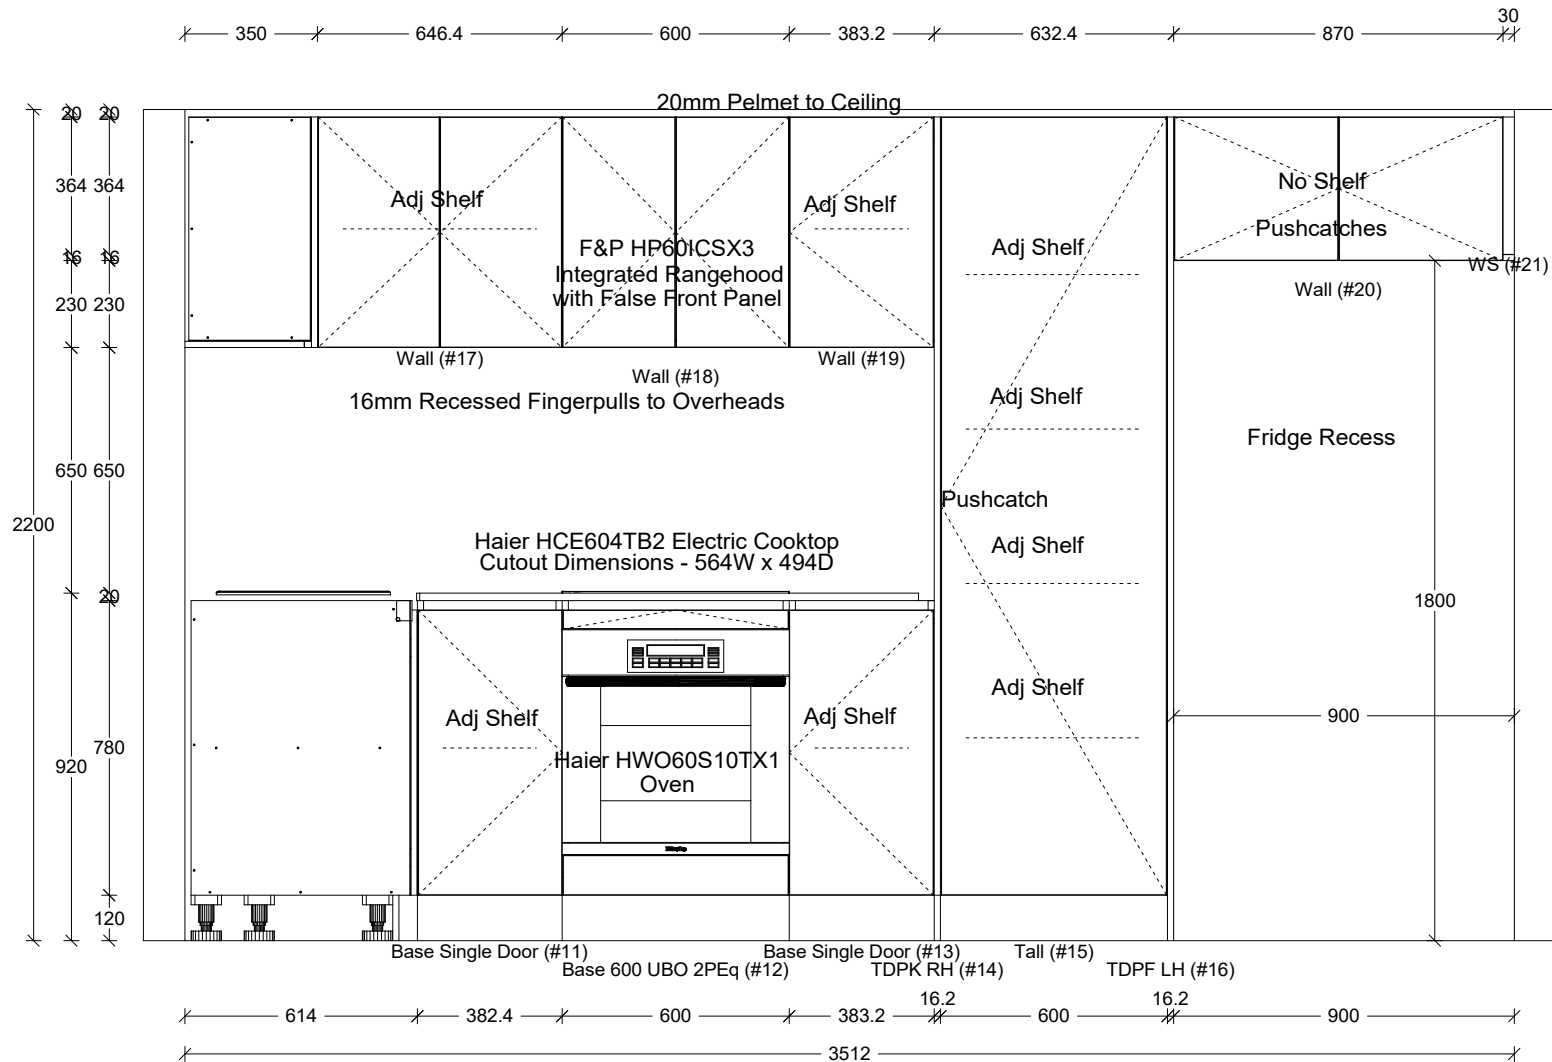 30
350 646.4 600 383.2 632.4 870
20mm Pelmet to Ceiling
20 20
364 364
16 16
230 230
650 650
2200
20
920 780
120
Adj Shelf
F&P HP60ICSX3
Integrated Rangehood
with False Front Panel
Adj Shelf
Adj Shelf
No Shelf
Pushcatches
WS (#21)
Wall (#20)
Wall (#17)
Wall (#18)
Wall (#19)
16mm Recessed Fingerpulls to Overheads
Adj Shelf
Fridge Recess
Pushcatch
Haier HCE604TB2 Electric Cooktop
Cutout Dimensions - 564W x 494D
Adj Shelf
1800
Adj Shelf
Adj Shelf
Adj Shelf
900
Haier HWO60S10TX1
Oven
Base Single Door (#11)
Base 600 UBO 2PEq (#12)
Base Single Door (#13)
TDPK RH (#14)
Tall (#15)
TDPF LH (#16)
16.2 16.2
614 382.4 600 383.2 600 900
3512